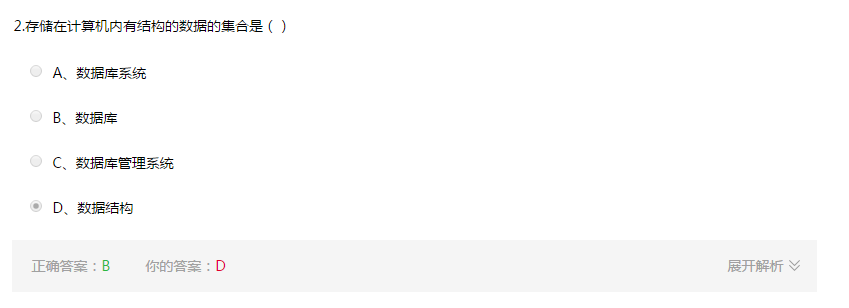 2.存储在计算机内有结构的数据的集合是（ ）
A、数据库系统
B、数据库
C、数据库管理系统
D、数据结构
正确答案：B 你的答案：D 展开解析